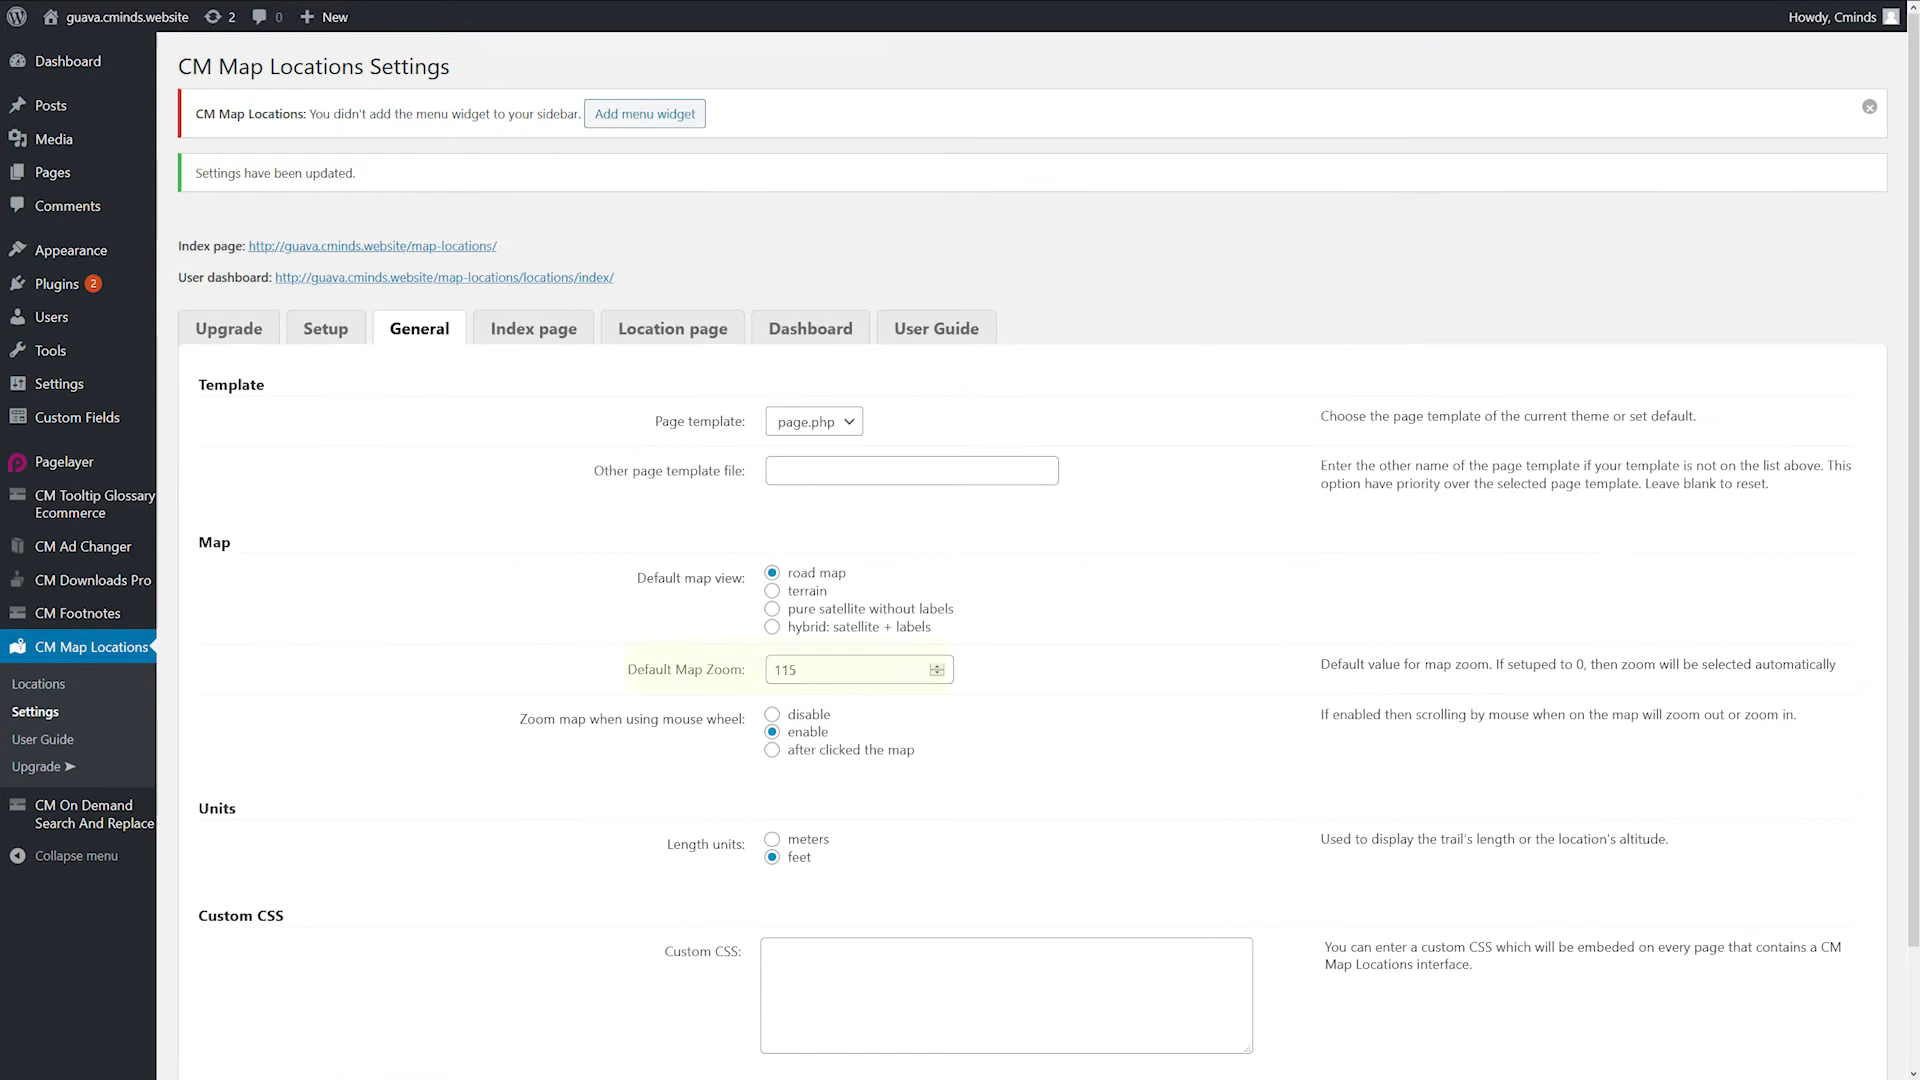 guava.cminds.website 2 0 New Howdy, Cminds
Dashboard
Posts
Media
Pages
Comments
Appearance
Plugins 2
Users
Tools
Settings
Custom Fields
Pagelayer
CM Tooltip Glossary
Ecommerce
CM Ad Changer
CM Downloads Pro
CM Footnotes
CM Map Locations
Locations
Settings
User Guide
Upgrade ➤
CM On Demand
Search And Replace
Collapse menu
CM Map Locations Settings
CM Map Locations: You didn't add the menu widget to your sidebar. Add menu widget
Settings have been updated.
Index page: http://guava.cminds.website/map-locations/
User dashboard: http://guava.cminds.website/map-locations/locations/index/
Upgrade Setup General Index page Location page Dashboard User Guide
Template
Page template: page.php Choose the page template of the current theme or set default.
Other page template file: Enter the other name of the page template if your template is not on the list above. This
option have priority over the selected page template. Leave blank to reset.
Map
Default map view: road map
terrain
pure satellite without labels
hybrid: satellite + labels
Default Map Zoom: 115 Default value for map zoom. If setuped to 0, then zoom will be selected automatically
Zoom map when using mouse wheel: disable If enabled then scrolling by mouse when on the map will zoom out or zoom in.
enable
after clicked the map
Units
Length units: meters Used to display the trail's length or the location's altitude.
feet
Custom CSS
Custom CSS: You can enter a custom CSS which will be embeded on every page that contains a CM
Map Locations interface.